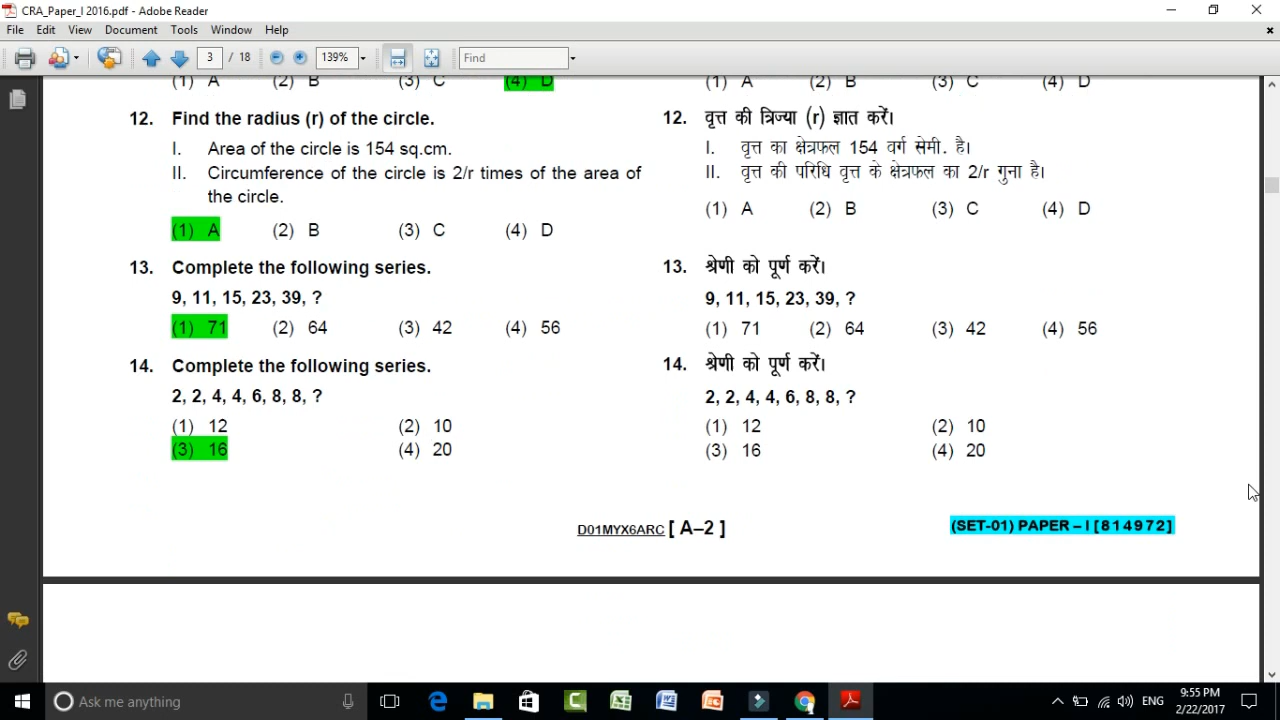 CRA_Paper_I 2016.pdf - Adobe Reader
File Edit View Document Tools Window Help
3 / 18 139% Find
(1) A (2) B (3) C (4) D
12. Find the radius (r) of the circle.
I. Area of the circle is 154 sq.cm.
II. Circumference of the circle is 2/r times of the area of
the circle.
(1) A (2) B (3) C (4) D
13. Complete the following series.
9, 11, 15, 23, 39, ?
(1) 71 (2) 64 (3) 42 (4) 56
14. Complete the following series.
2, 2, 4, 4, 6, 8, 8, ?
(1) 12 (2) 10
(3) 16 (4) 20
(1) A (2) B (3) C (4) D
12. वृत्त की त्रिज्या (r) ज्ञात करें।
I. वृत्त का क्षेत्रफल 154 वर्ग सेमी. है।
II. वृत्त की परिधि वृत्त के क्षेत्रफल का 2/r गुना है।
(1) A (2) B (3) C (4) D
13. श्रेणी को पूर्ण करें।
9, 11, 15, 23, 39, ?
(1) 71 (2) 64 (3) 42 (4) 56
14. श्रेणी को पूर्ण करें।
2, 2, 4, 4, 6, 8, 8, ?
(1) 12 (2) 10
(3) 16 (4) 20
D01MYX6ARC [ A–2 ] (SET-01) PAPER – I [814972]
Ask me anything
ENG
9:55 PM
2/22/2017